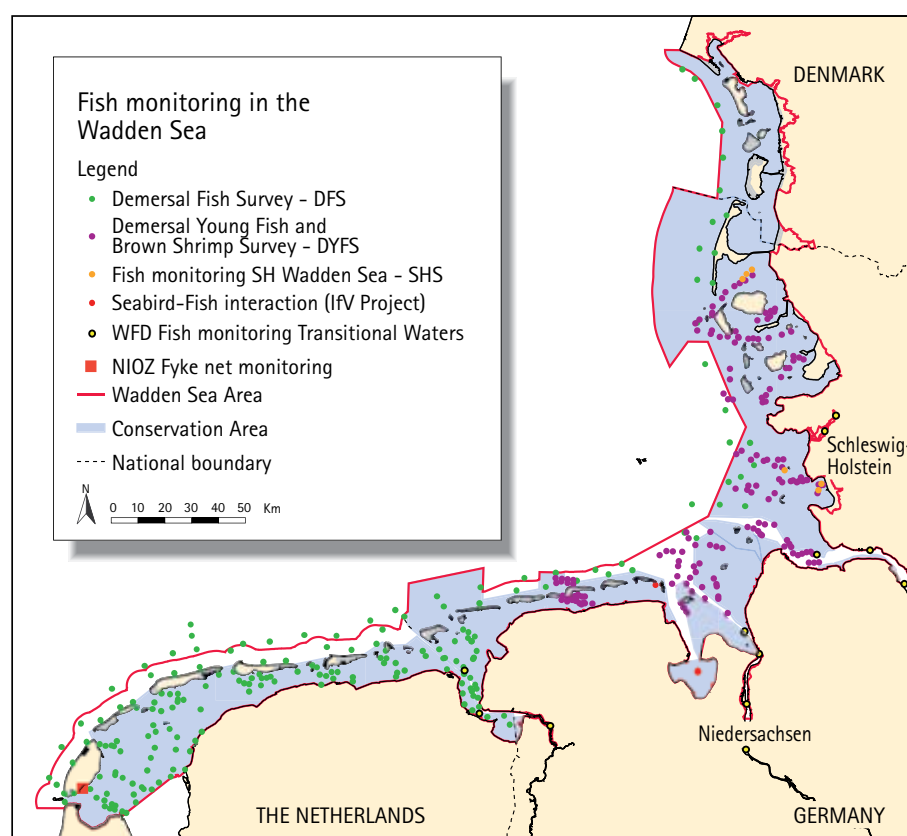 Fish monitoring in the
Wadden Sea
Legend
Demersal Fish Survey - DFS
Demersal Young Fish and
Brown Shrimp Survey - DYFS
Fish monitoring SH Wadden Sea - SHS
Seabird-Fish interaction (IfV Project)
WFD Fish monitoring Transitional Waters
NIOZ Fyke net monitoring
Wadden Sea Area
Conservation Area
National boundary
N
0 10 20 30 40 50 Km
DENMARK
Schleswig-
Holstein
Niedersachsen
THE NETHERLANDS
GERMANY